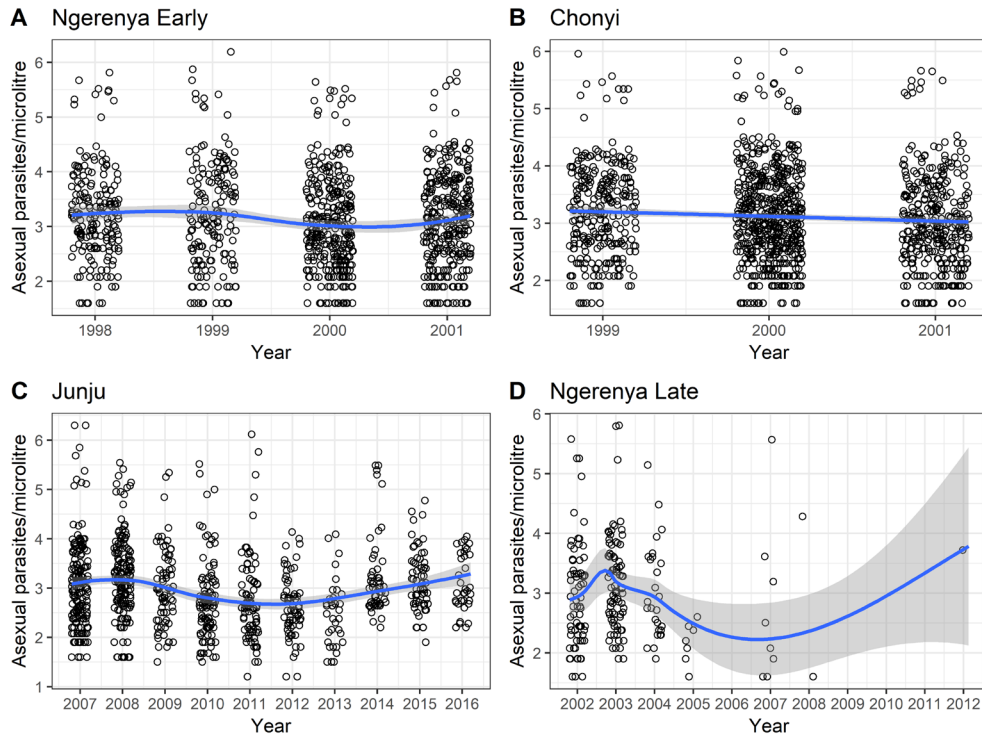 A Ngerenya Early
Asexual parasites/microlitre
6
5
4
3
2
1998 1999 2000 2001
Year
B Chonyi
Asexual parasites/microlitre
6
5
4
3
2
1999 2000 2001
Year
C Junju
Asexual parasites/microlitre
6
5
4
3
2
1
2007 2008 2009 2010 2011 2012 2013 2014 2015 2016
Year
D Ngerenya Late
Asexual parasites/microlitre
6
5
4
3
2
2002 2003 2004 2005 2006 2007 2008 2009 2010 2011 2012
Year